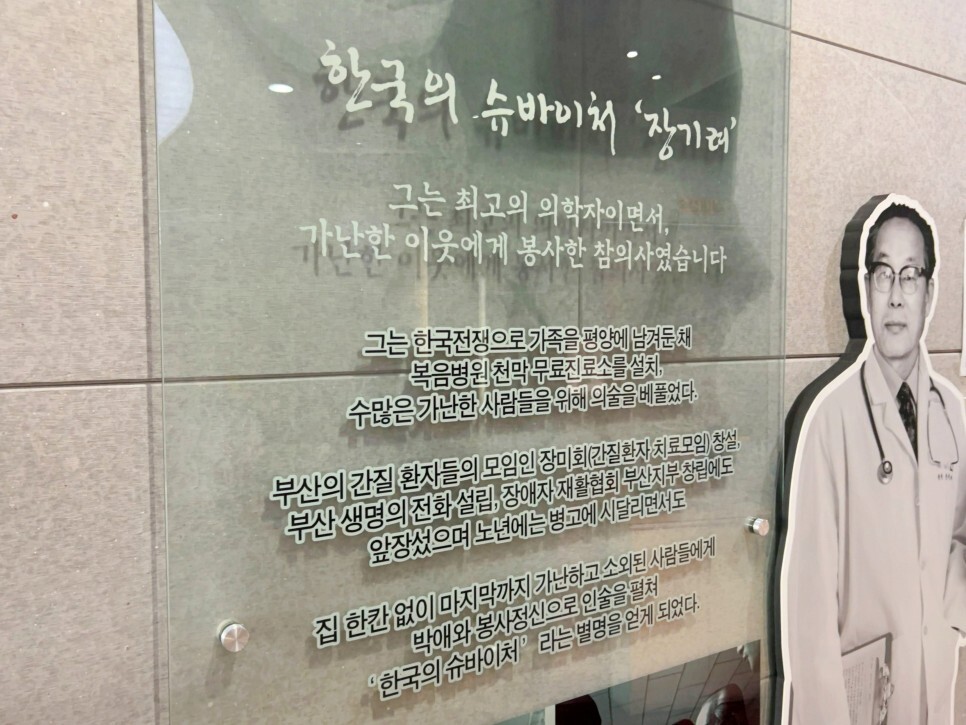 한국의 슈바이처 '장기려'
그는 최고의 의학자이면서,
가난한 이웃에게 봉사한 참의사였습니다
그는 한국전쟁으로 가족을 평양에 남겨둔 채
복음병원 천막 무료진료소를 설치,
수많은 가난한 사람들을 위해 의술을 베풀었다.
부산의 간질 환자들의 모임인 장미회(간질환자 치료모임) 창설,
부산 생명의 전화 설립, 장애자 재활협회 부산지부 창립에도
앞장섰으며 노년에는 병고에 시달리면서도
집 한칸 없이 마지막까지 가난하고 소외된 사람들에게
박애와 봉사정신으로 인술을 펼쳐
'한국의 슈바이처' 라는 별명을 얻게 되었다.